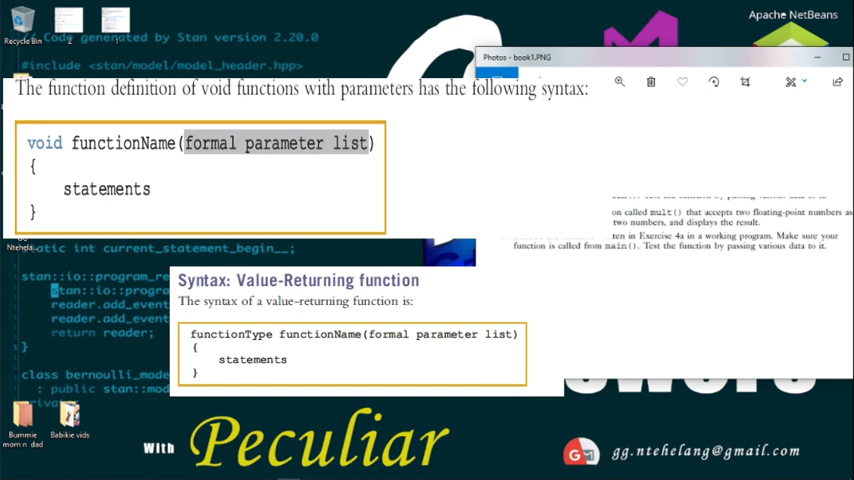 Recycle Bin
2
1
// Code generated by Stan version 2.20.0
Apache NetBeans
#include <stan/model/model_header.hpp>
Photos - book1.PNG
The function definition of void functions with parameters has the following syntax:
void functionName(formal parameter list)
{
statements
}
on called mult() that accepts two floating-point numbers as
two numbers, and displays the result.
ten in Exercise 4a in a working program. Make sure your
function is called from main(). Test the function by passing various data to it.
Ntehela..
static int current_statement_begin__;
stan::io::program_re
stan::io::progra
reader.add_event
reader.add_event
return reader;
}
Syntax: Value-Returning function
The syntax of a value-returning function is:
functionType functionName(formal parameter list)
{
statements
}
class bernoulli_mode
: public stan::mod
Bummie mom n dad
Babikie vids
With Peculiar
gg.ntehelang@gmail.com